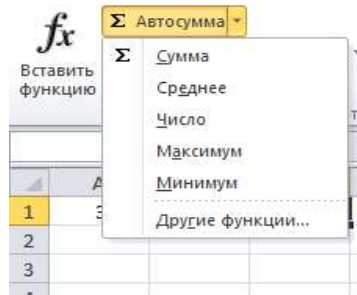 fx
Σ Автосумма
Вставить
функцию
Σ Сумма
Среднее
Число
Максимум
Минимум
Другие функции...
1
2
3